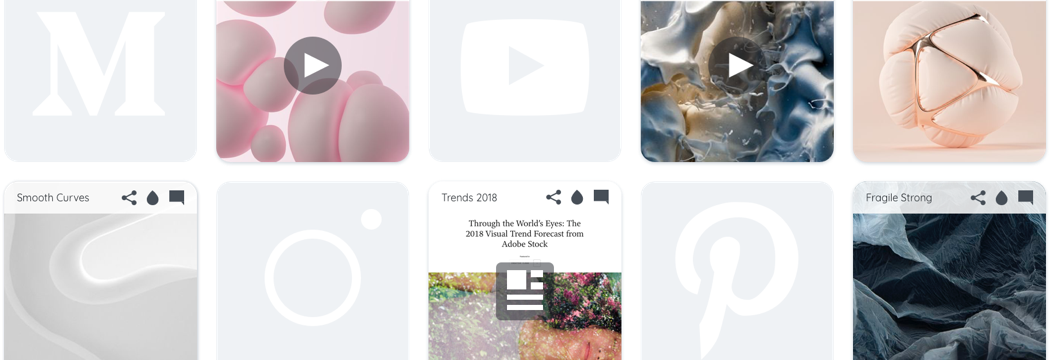 M
Smooth Curves
Trends 2018
Through the World's Eyes: The
2018 Visual Trend Forecast from
Adobe Stock
Fragile Strong